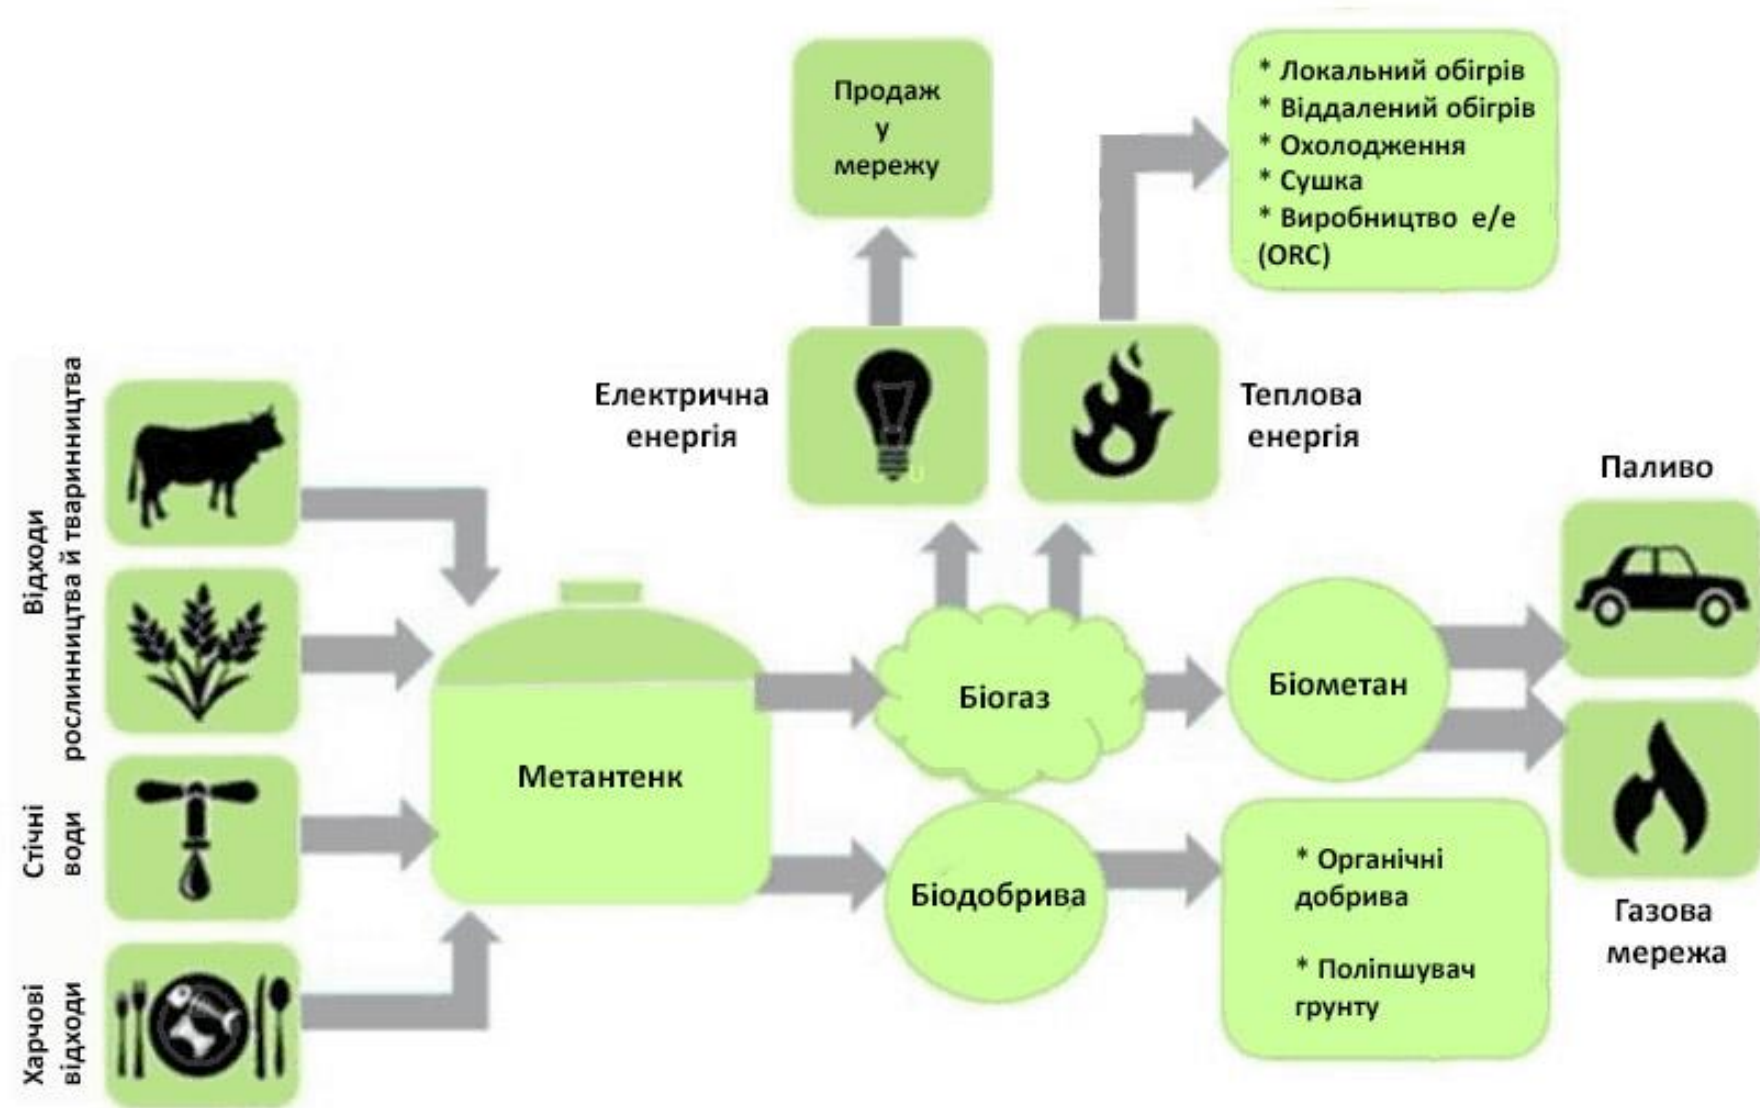 Продаж
у
мережу
* Локальний обігрів
* Віддалений обігрів
* Охолодження
* Сушка
* Виробництво е/е
(ORC)
Електрична
енергія
Теплова
енергія
Паливо
Відходи
рослинництва й тваринництва
Стічні
води
Харчові
відходи
Метантенк
Біогаз
Біометан
Біодобрива
* Органічні
добрива
* Поліпшувач
грунту
Газова
мережа